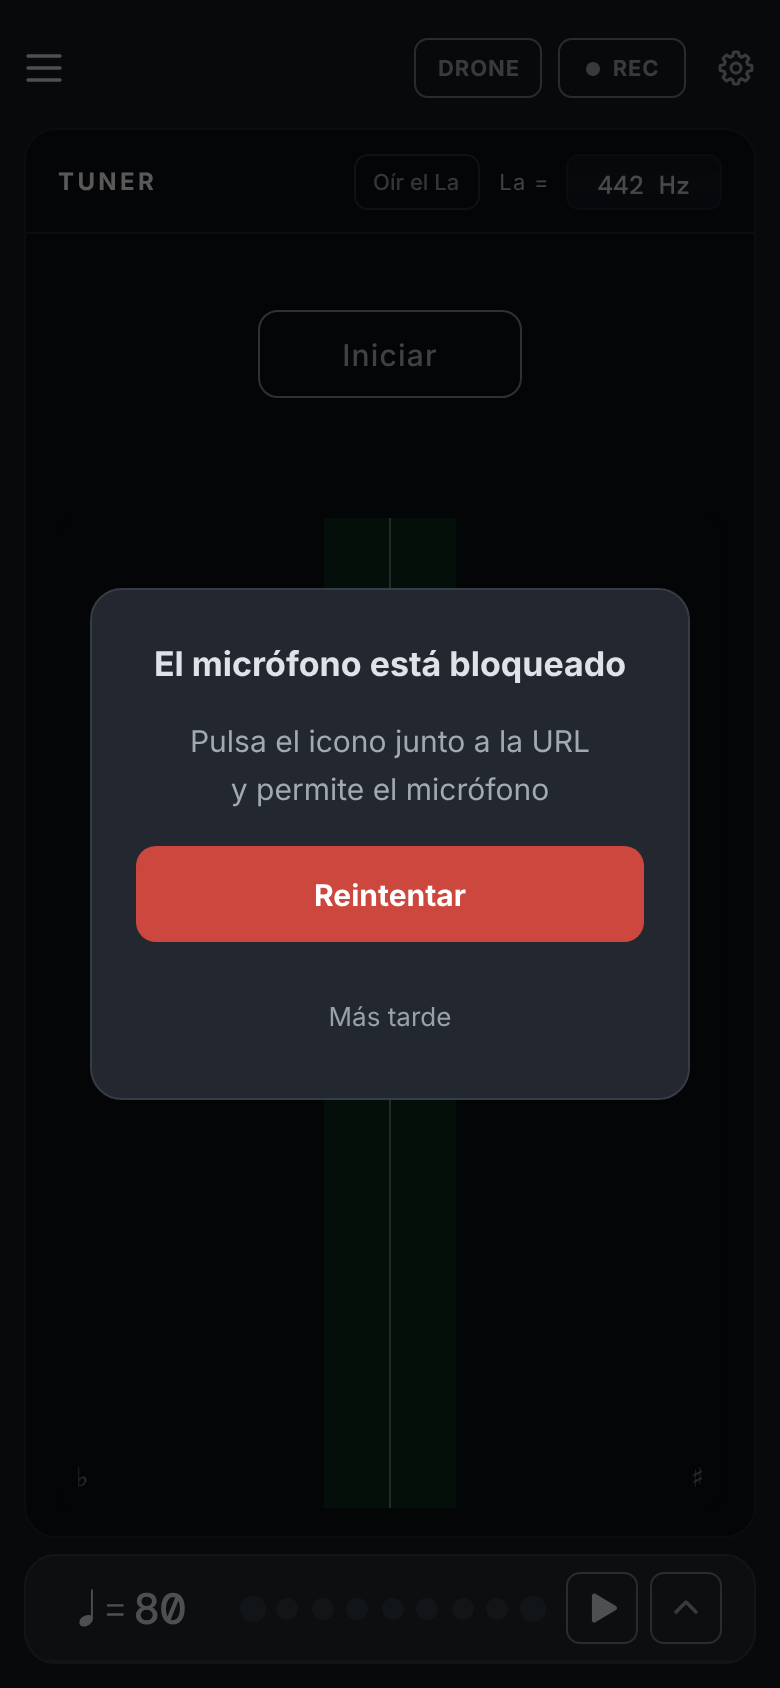 DRONE
REC
TUNER
Oír el La
La =
442 Hz
Iniciar
El micrófono está bloqueado
Pulsa el icono junto a la URL
y permite el micrófono
Reintentar
Más tarde
♭
♯
♩ = 80